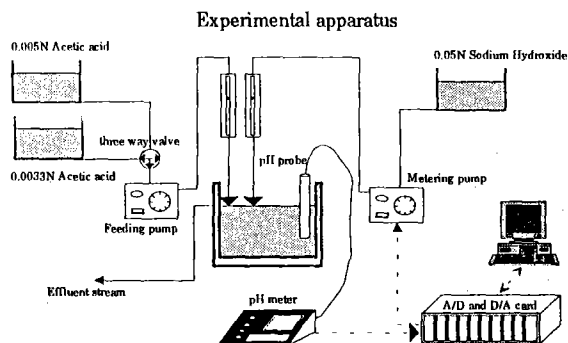 Experimental apparatus
0.005N Acetic acid
0.05N Sodium Hydroxide
three way valve
0.0033N Acetic acid
pH probe
Feeding pump
Metering pump
Effluent stream
pH meter
A/D and D/A card